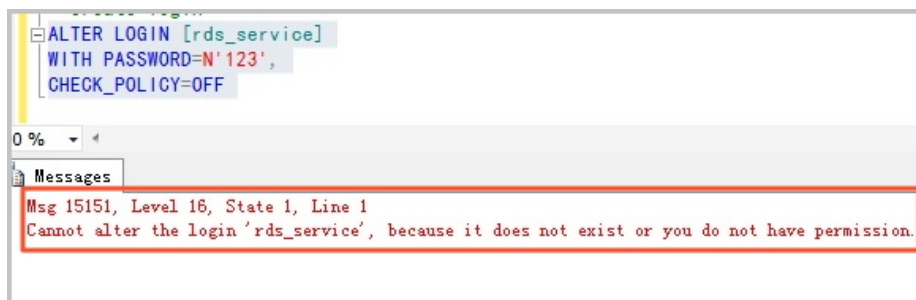 ALTER LOGIN [rds_service]
WITH PASSWORD=N'123',
CHECK_POLICY=OFF
0 %
Messages
Msg 15151, Level 16, State 1, Line 1
Cannot alter the login 'rds_service', because it does not exist or you do not have permission.